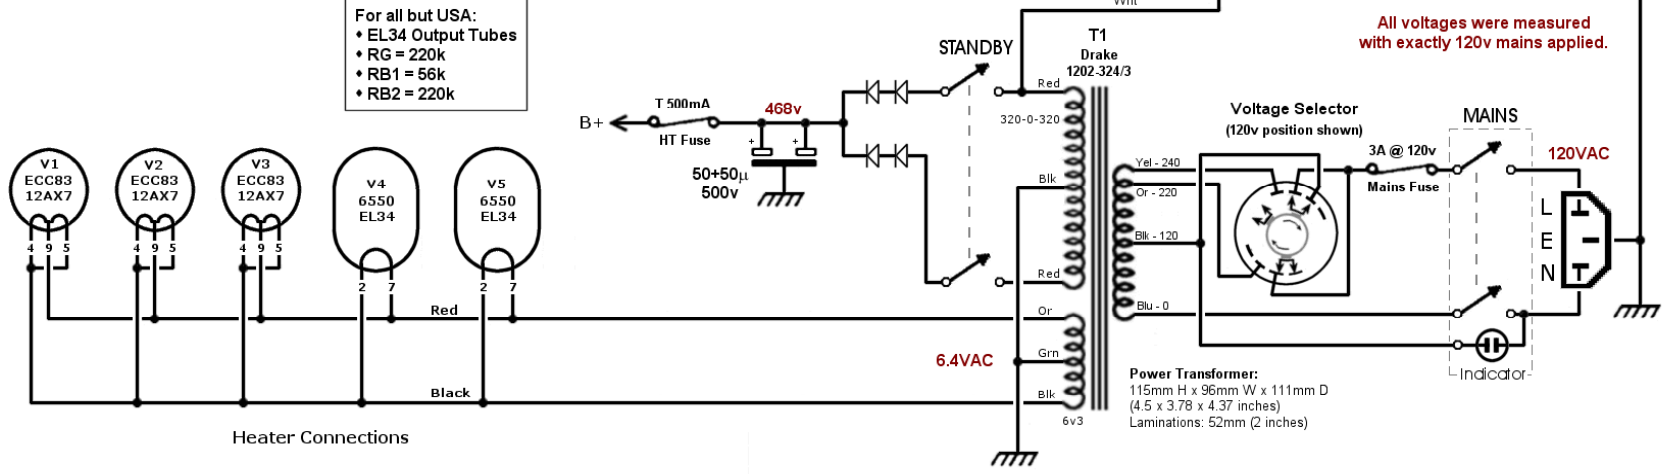 Wht
For all but USA:
• EL34 Output Tubes
• RG = 220k
• RB1 = 56k
• RB2 = 220k
All voltages were measured
with exactly 120v mains applied.
STANDBY
T1
Drake
1202-324/3
Red
320-0-320
T 500mA
468v
B+
HT Fuse
+
+
50+50µ
500v
Voltage Selector
(120v position shown)
MAINS
3A @ 120v
Mains Fuse
120VAC
L
E
N
V1
ECC83
12AX7
4 9 5
V2
ECC83
12AX7
4 9 5
V3
ECC83
12AX7
4 9 5
V4
6550
EL34
2 7
V5
6550
EL34
2 7
Blk
Yel - 240
Or - 220
Blk - 120
Blu - 0
Red
Red
Or
6.4VAC
Grn
Black
Blk
6v3
Indicator
Power Transformer:
115mm H x 96mm W x 111mm D
(4.5 x 3.78 x 4.37 inches)
Laminations: 52mm (2 inches)
Heater Connections